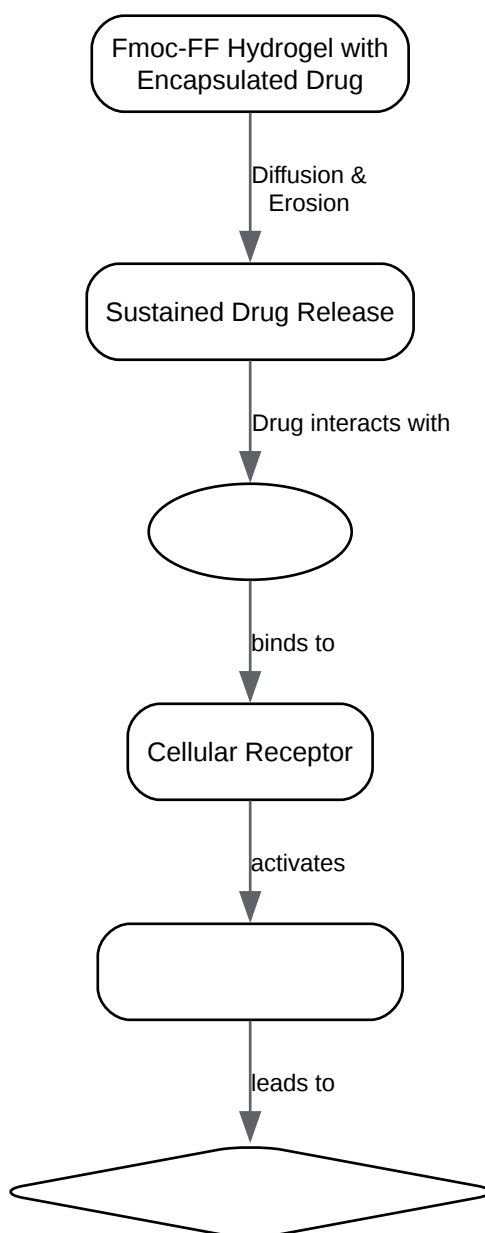 Fmoc-FF Hydrogel with
Encapsulated Drug
Diffusion &
Erosion
Sustained Drug Release
Drug interacts with
binds to
Cellular Receptor
activates
leads to